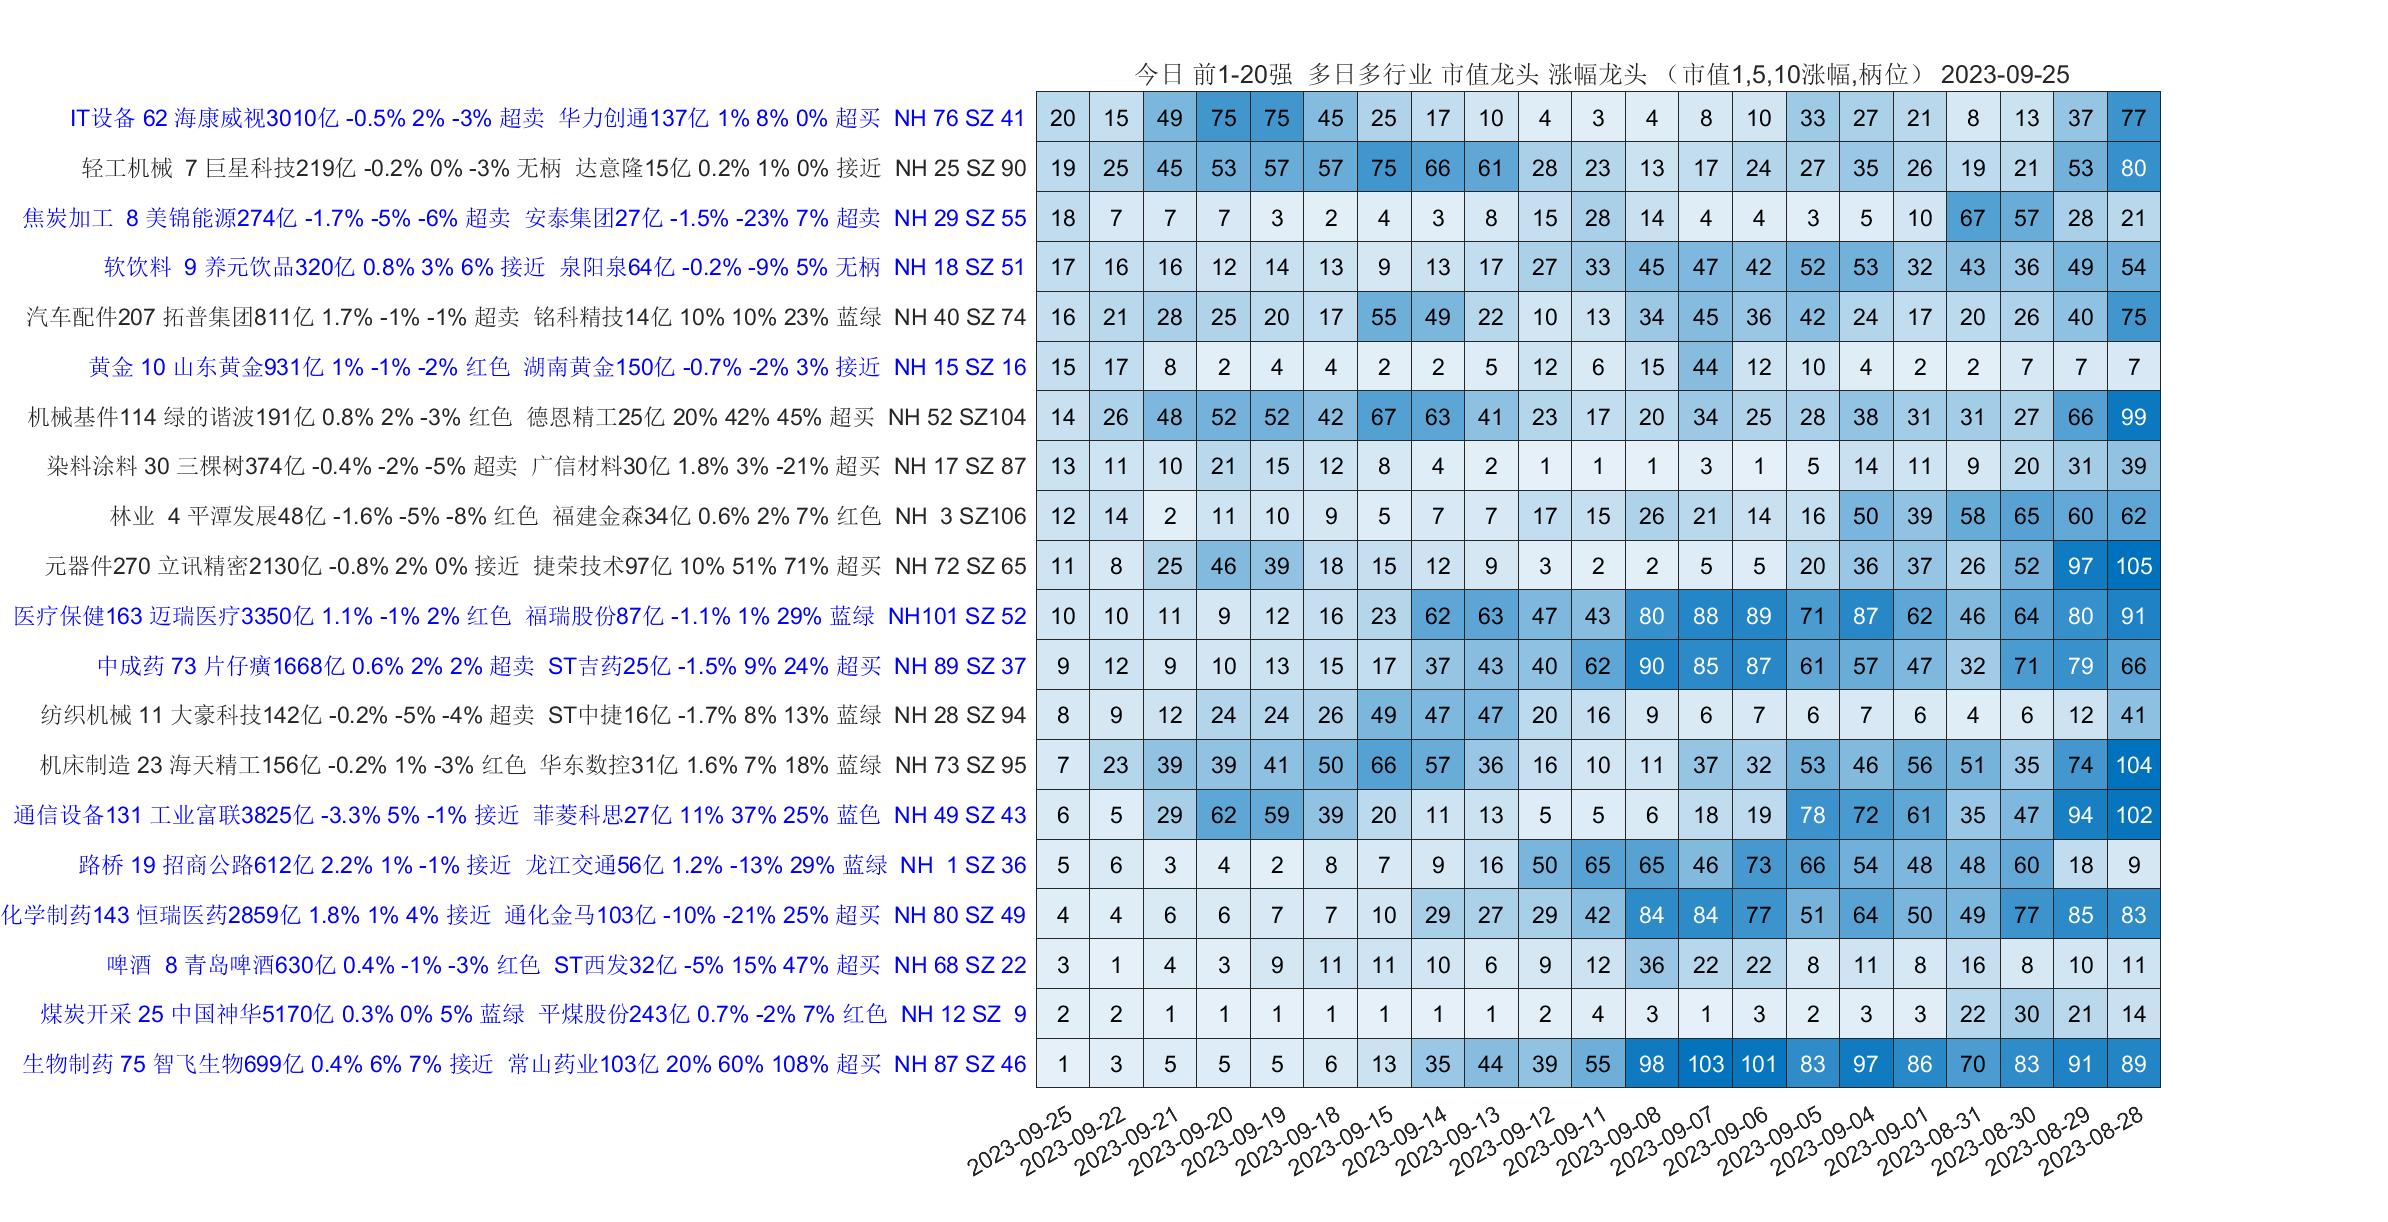 今日 前1-20强 多日多行业 市值龙头 涨幅龙头 （市值1,5,10涨幅,柄位） 2023-09-25
IT设备 62 海康威视3010亿 -0.5% 2% -3% 超卖 华力创通137亿 1% 8% 0% 超买 NH 76 SZ 41 20 15 49 75 75 45 25 17 10 4 3 4 8 10 33 27 21 8 13 37 77
轻工机械 7 巨星科技219亿 -0.2% 0% -3% 无柄 达意隆15亿 0.2% 1% 0% 接近 NH 25 SZ 90 19 25 45 53 57 57 75 66 61 28 23 13 17 24 27 35 26 19 21 53 80
焦炭加工 8 美锦能源274亿 -1.7% -5% -6% 超卖 安泰集团27亿 -1.5% -23% 7% 超卖 NH 29 SZ 55 18 7 7 7 3 2 4 3 8 15 28 14 4 4 3 5 10 67 57 28 21
软饮料 9 养元饮品320亿 0.8% 3% 6% 接近 泉阳泉64亿 -0.2% -9% 5% 无柄 NH 18 SZ 51 17 16 16 12 14 13 9 13 17 27 33 45 47 42 52 53 32 43 36 49 54
汽车配件207 拓普集团811亿 1.7% -1% -1% 超卖 铭科精技14亿 10% 10% 23% 蓝绿 NH 40 SZ 74 16 21 28 25 20 17 55 49 22 10 13 34 45 36 42 24 17 20 26 40 75
黄金 10 山东黄金931亿 1% -1% -2% 红色 湖南黄金150亿 -0.7% -2% 3% 接近 NH 15 SZ 16 15 17 8 2 4 4 2 2 5 12 6 15 44 12 10 4 2 2 7 7 7
机械基件114 绿的谐波191亿 0.8% 2% -3% 红色 德恩精工25亿 20% 42% 45% 超买 NH 52 SZ104 14 26 48 52 52 42 67 63 41 23 17 20 34 25 28 38 31 31 27 66 99
染料涂料 30 三棵树374亿 -0.4% -2% -5% 超卖 广信材料30亿 1.8% 3% -21% 超买 NH 17 SZ 87 13 11 10 21 15 12 8 4 2 1 1 1 3 1 5 14 11 9 20 31 39
林业 4 平潭发展48亿 -1.6% -5% -8% 红色 福建金森34亿 0.6% 2% 7% 红色 NH 3 SZ106 12 14 2 11 10 9 5 7 7 17 15 26 21 14 16 50 39 58 65 60 62
元器件270 立讯精密2130亿 -0.8% 2% 0% 接近 捷荣技术97亿 10% 51% 71% 超买 NH 72 SZ 65 11 8 25 46 39 18 15 12 9 3 2 2 5 5 20 36 37 26 52 97 105
医疗保健163 迈瑞医疗3350亿 1.1% -1% 2% 红色 福瑞股份87亿 -1.1% 1% 29% 蓝绿 NH101 SZ 52 10 10 11 9 12 16 23 62 63 47 43 80 88 89 71 87 62 46 64 80 91
中成药 73 片仔癀1668亿 0.6% 2% 2% 超卖 ST吉药25亿 -1.5% 9% 24% 超买 NH 89 SZ 37 9 12 9 10 13 15 17 37 43 40 62 90 85 87 61 57 47 32 71 79 66
纺织机械 11 大豪科技142亿 -0.2% -5% -4% 超卖 ST中捷16亿 -1.7% 8% 13% 蓝绿 NH 28 SZ 94 8 9 12 24 24 26 49 47 47 20 16 9 6 7 6 7 6 4 6 12 41
机床制造 23 海天精工156亿 -0.2% 1% -3% 红色 华东数控31亿 1.6% 7% 18% 蓝绿 NH 73 SZ 95 7 23 39 39 41 50 66 57 36 16 10 11 37 32 53 46 56 51 35 74 104
通信设备131 工业富联3825亿 -3.3% 5% -1% 接近 菲菱科思27亿 11% 37% 25% 蓝色 NH 49 SZ 43 6 5 29 62 59 39 20 11 13 5 5 6 18 19 78 72 61 35 47 94 102
路桥 19 招商公路612亿 2.2% 1% -1% 接近 龙江交通56亿 1.2% -13% 29% 蓝绿 NH 1 SZ 36 5 6 3 4 2 8 7 9 16 50 65 65 46 73 66 54 48 48 60 18 9
化学制药143 恒瑞医药2859亿 1.8% 1% 4% 接近 通化金马103亿 -10% -21% 25% 超买 NH 80 SZ 49 4 4 6 6 7 7 10 29 27 29 42 84 84 77 51 64 50 49 77 85 83
啤酒 8 青岛啤酒630亿 0.4% -1% -3% 红色 ST西发32亿 -5% 15% 47% 超买 NH 68 SZ 22 3 1 4 3 9 11 11 10 6 9 12 36 22 22 8 11 8 16 8 10 11
煤炭开采 25 中国神华5170亿 0.3% 0% 5% 蓝绿 平煤股份243亿 0.7% -2% 7% 红色 NH 12 SZ 9 2 2 1 1 1 1 1 1 1 2 4 3 1 3 2 3 3 22 30 21 14
生物制药 75 智飞生物699亿 0.4% 6% 7% 接近 常山药业103亿 20% 60% 108% 超买 NH 87 SZ 46 1 3 5 5 5 6 13 35 44 39 55 98 103 101 83 97 86 70 83 91 89
2023-09-25 2023-09-22 2023-09-21 2023-09-20 2023-09-19 2023-09-18 2023-09-15 2023-09-14 2023-09-13 2023-09-12 2023-09-11 2023-09-08 2023-09-07 2023-09-06 2023-09-05 2023-09-04 2023-09-01 2023-08-31 2023-08-30 2023-08-29 2023-08-28